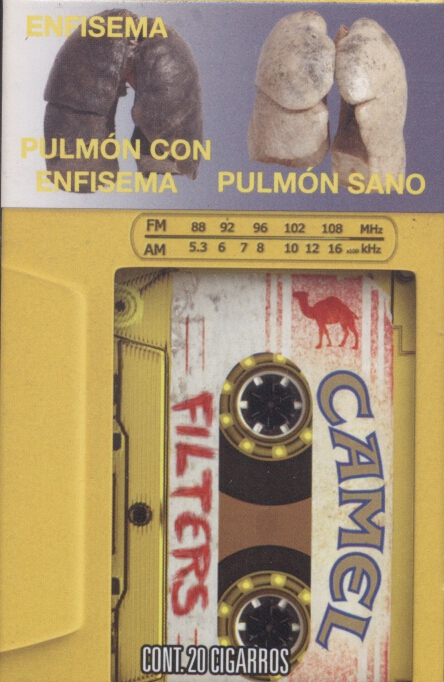 ENFISEMA
PULMÓN CON
ENFISEMA
PULMÓN SANO
FM 88 92 96 102 108 MHz
AM 5.3 6 7 8 10 12 16 x100 kHz
CAMEL
FILTERS
CONT. 20 CIGARROS